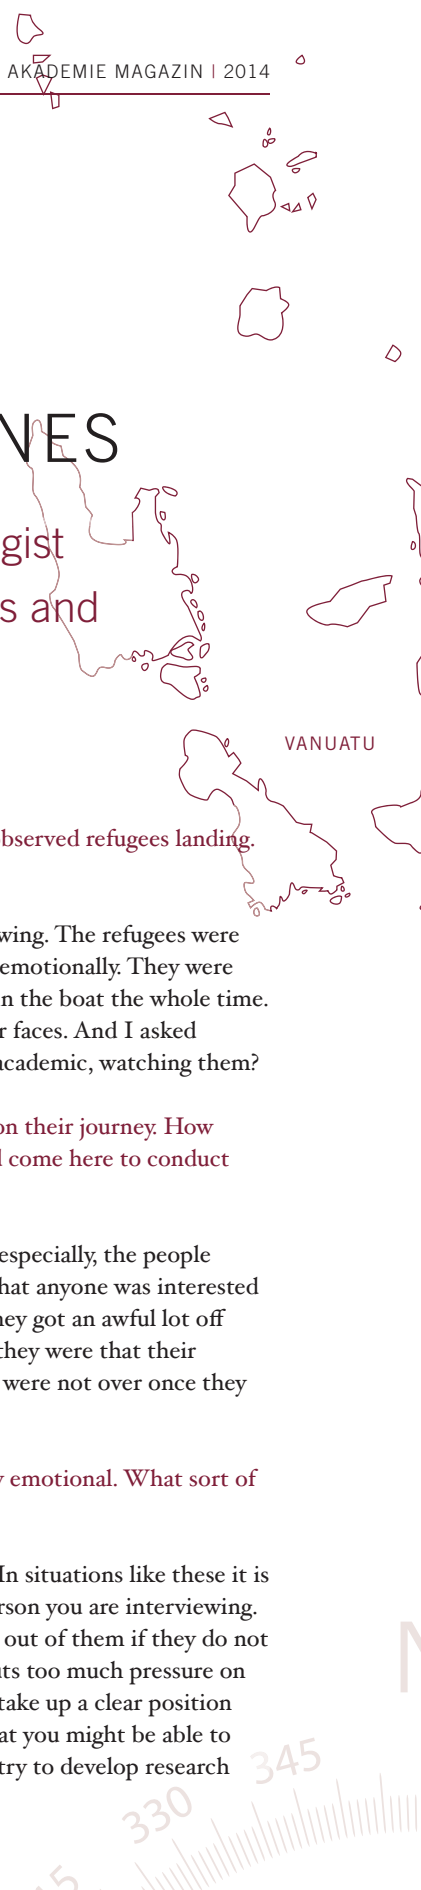 AKADEMIE MAGAZIN | 2014
NES
gist
s and
VANUATU
bserved refugees landing.
wing. The refugees were
emotionally. They were
n the boat the whole time.
r faces. And I asked
academic, watching them?
on their journey. How
l come here to conduct
especially, the people
hat anyone was interested
hey got an awful lot off
they were that their
were not over once they
y emotional. What sort of
In situations like these it is
rson you are interviewing.
out of them if they do not
uts too much pressure on
take up a clear position
at you might be able to
try to develop research
345
330